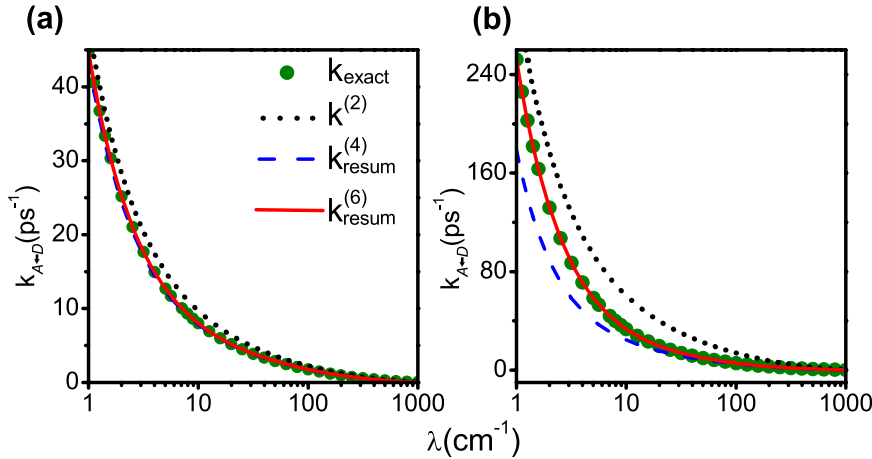 (a)
(b)
k_exact
k^(2)
k_resum^(4)
k_resum^(6)
k_A←D(ps^-1)
40
30
20
10
0
1
10
100
1000
k_A←D(ps^-1)
240
160
80
0
1
10
100
1000
λ(cm^-1)